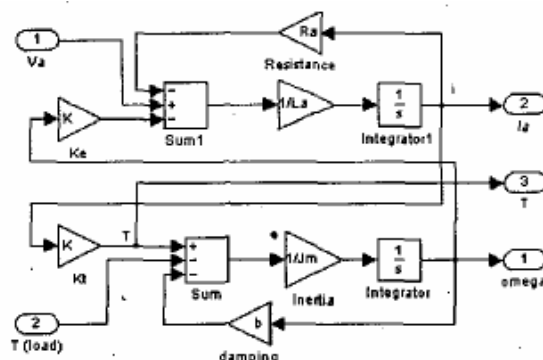 Ra
Resistance
1
Va
-
+
-
Sum1
1/La
1
s
Integrator1
i
2
Ia
K
Ke
3
T
K
Kt
T
+
-
-
Sum
1/Jm
Inertia
1
s
Integrator
1
omega
2
T (load)
b
damping